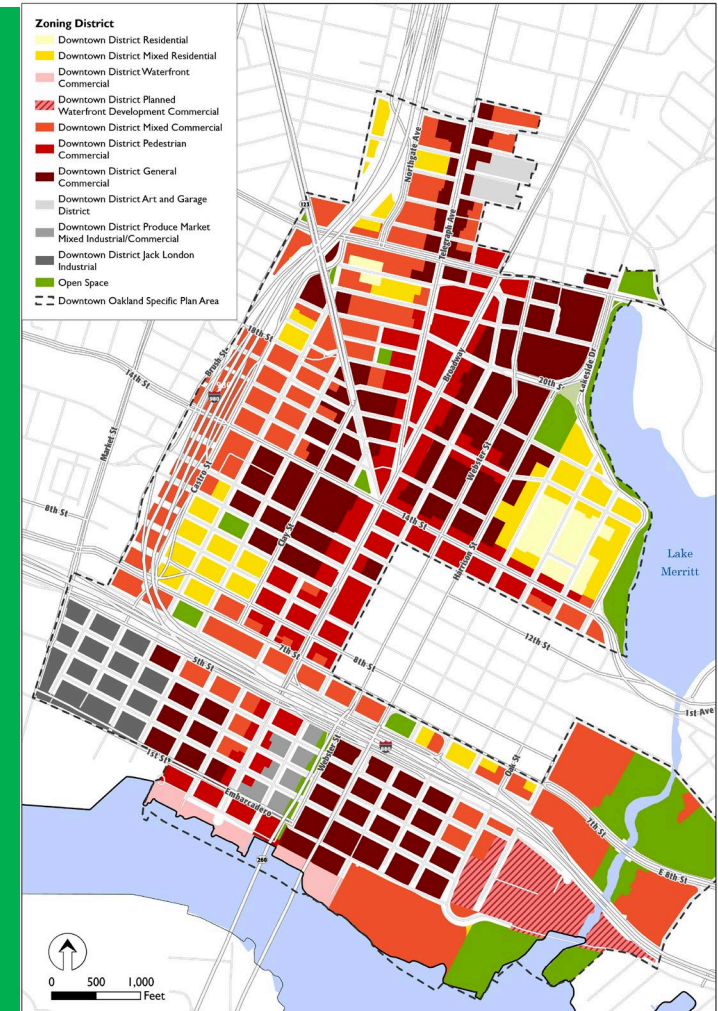 Zoning District
Downtown District Residential
Downtown District Mixed Residential
Downtown District Waterfront
Commercial
Downtown District Planned
Waterfront Development Commercial
Downtown District Mixed Commercial
Downtown District Pedestrian
Commercial
Downtown District General
Commercial
Downtown District Art and Garage
District
Downtown District Produce Market
Mixed Industrial/Commercial
Downtown District Jack London
Industrial
Open Space
Downtown Oakland Specific Plan Area
Northgate Ave
Telegraph Ave
123
18th St
Brush St
Broadway
20th St
Lakeside Dr
14th St
980
Market St
Webster St
Castro St
8th St
Clay St
14th St
Harrison St
Lake
Merritt
12th St
7th St
8th St
5th St
1st Ave
880
Webster St
Oak St
1st St
Embarcadero
7th St
E 8th St
260
0 500 1,000
Feet